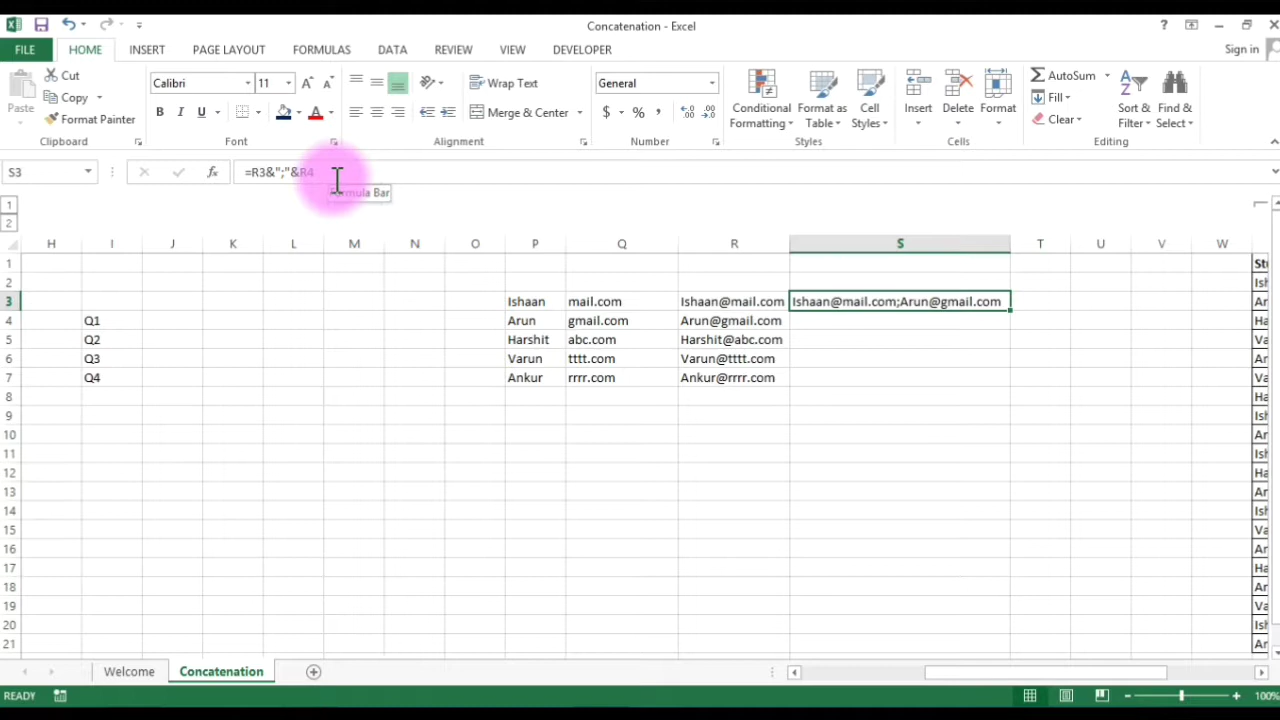 Concatenation - Excel
FILE HOME INSERT PAGE LAYOUT FORMULAS DATA REVIEW VIEW DEVELOPER Sign in
Paste Cut Copy Format Painter Clipboard
Calibri 11 B I U Font
Wrap Text Merge & Center Alignment
General $ % , Number
Conditional Formatting Format as Table Cell Styles Styles
Insert Delete Format Cells
AutoSum Fill Clear Sort & Filter Find & Select Editing
S3 fx =R3&";"&R4
Formula Bar
1
2
H I J K L M N O P Q R S T U V W
1
2
3 Ishaan mail.com Ishaan@mail.com Ishaan@mail.com;Arun@gmail.com
4 Q1 Arun gmail.com Arun@gmail.com
5 Q2 Harshit abc.com Harshit@abc.com
6 Q3 Varun tttt.com Varun@tttt.com
7 Q4 Ankur rrrr.com Ankur@rrrr.com
8
9
10
11
12
13
14
15
16
17
18
19
20
21
Welcome Concatenation
READY 100%